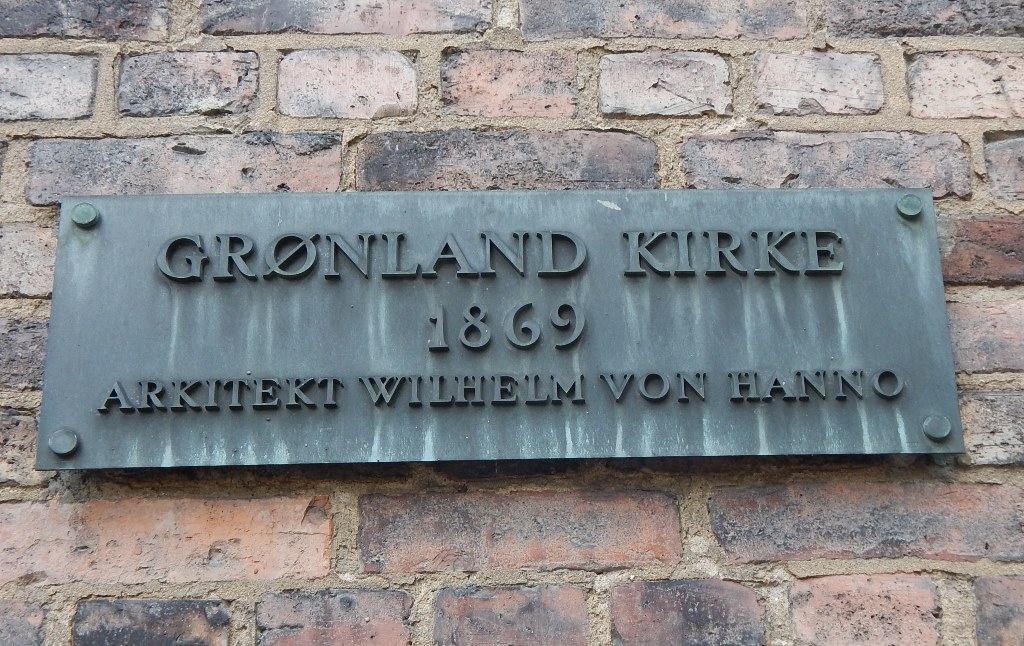 GRØNLAND KIRKE
1869
ARKITEKT WILHELM VON HANNO